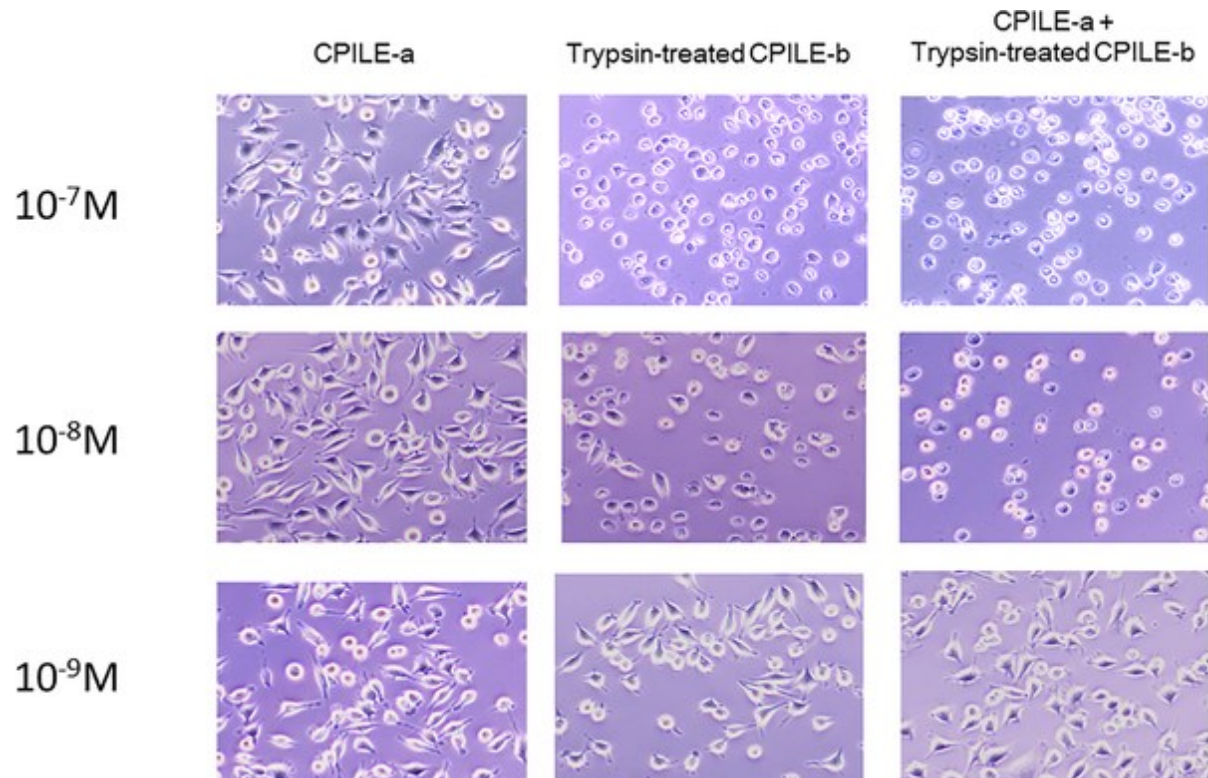 CPILE-a
Trypsin-treated CPILE-b
CPILE-a +
Trypsin-treated CPILE-b
10⁻⁷M
10⁻⁸M
10⁻⁹M